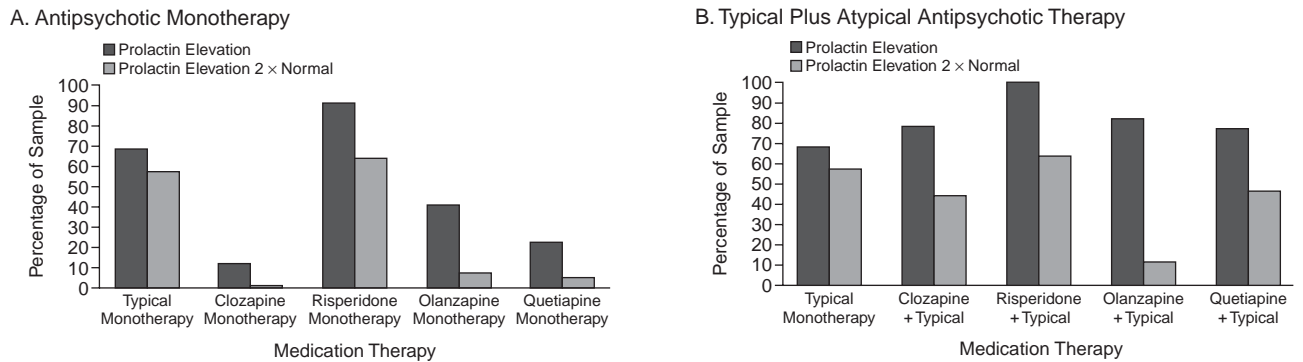 A. Antipsychotic Monotherapy
Prolactin Elevation
Prolactin Elevation 2 × Normal
Percentage of Sample
100
90
80
70
60
50
40
30
20
10
0
Typical Monotherapy
Clozapine Monotherapy
Risperidone Monotherapy
Olanzapine Monotherapy
Quetiapine Monotherapy
Medication Therapy
B. Typical Plus Atypical Antipsychotic Therapy
Prolactin Elevation
Prolactin Elevation 2 × Normal
Percentage of Sample
100
90
80
70
60
50
40
30
20
10
0
Typical Monotherapy
Clozapine + Typical
Risperidone + Typical
Olanzapine + Typical
Quetiapine + Typical
Medication Therapy